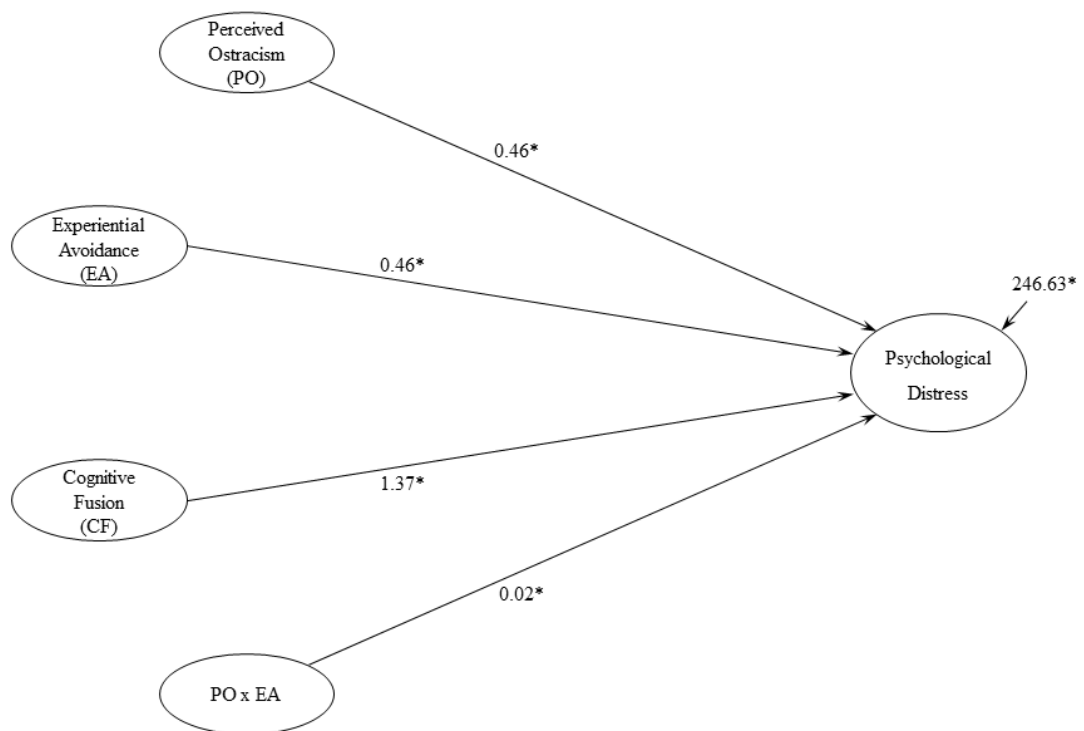 Perceived
Ostracism
(PO)
0.46*
Experiential
Avoidance
(EA)
0.46*
246.63*
Psychological
Distress
Cognitive
Fusion
(CF)
1.37*
0.02*
PO x EA